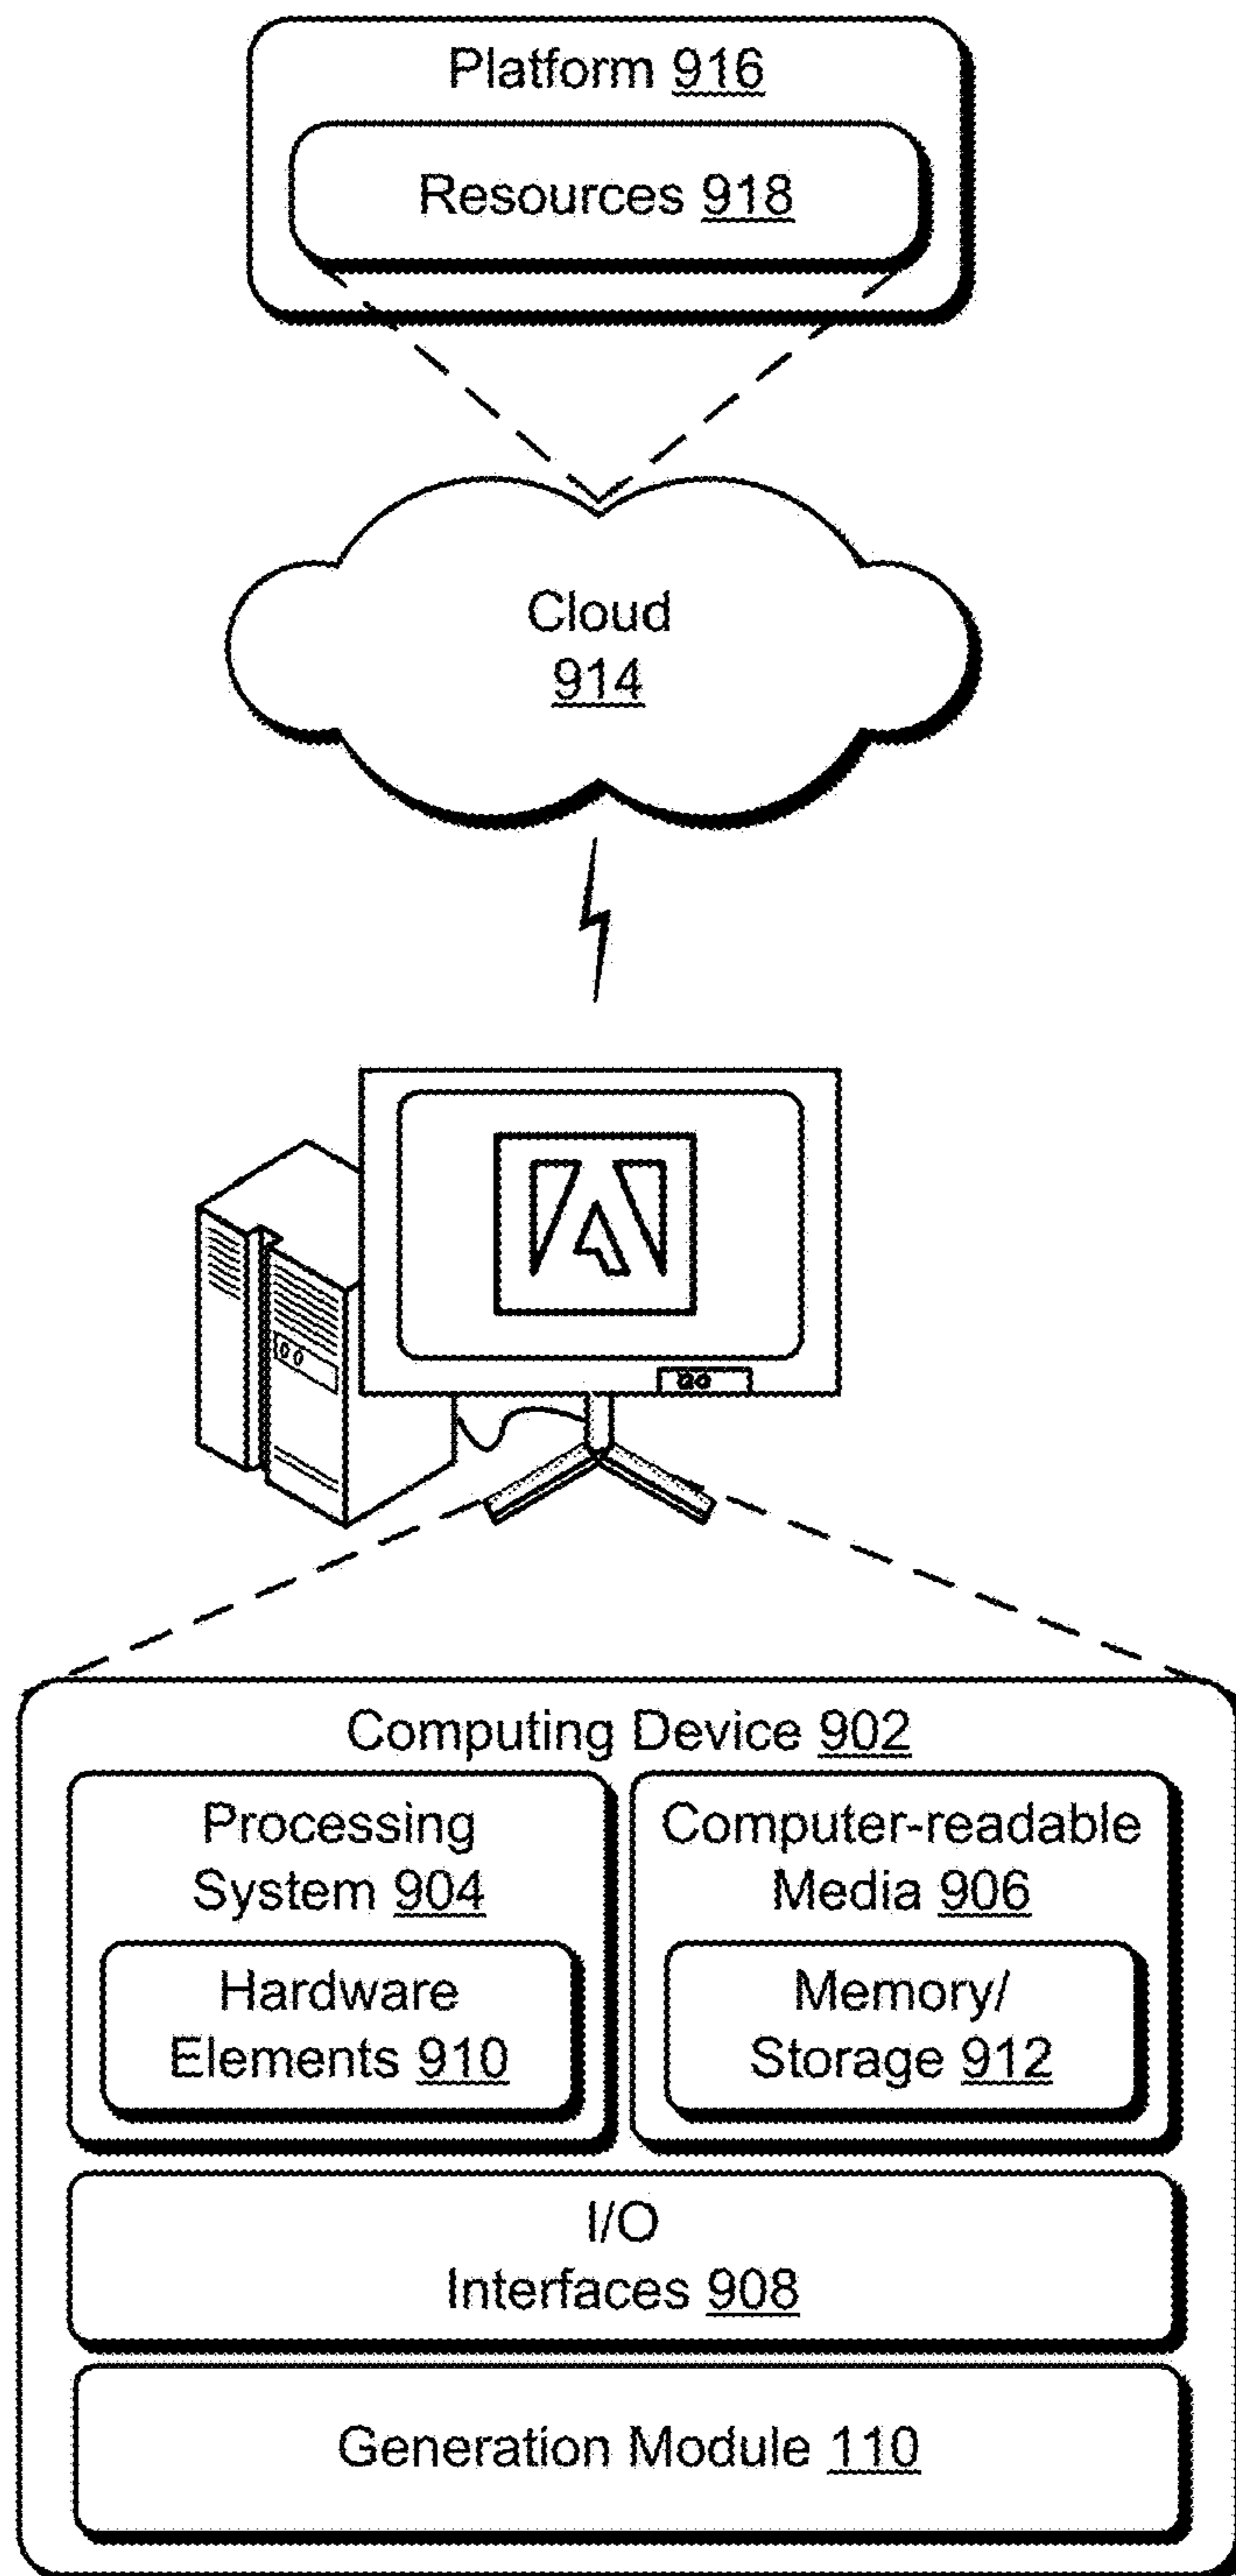 Platform 916
Resources 918
Cloud
914
Computing Device 902
Processing
System 904
Hardware
Elements 910
Computer-readable
Media 906
Memory/
Storage 912
I/O
Interfaces 908
Generation Module 110